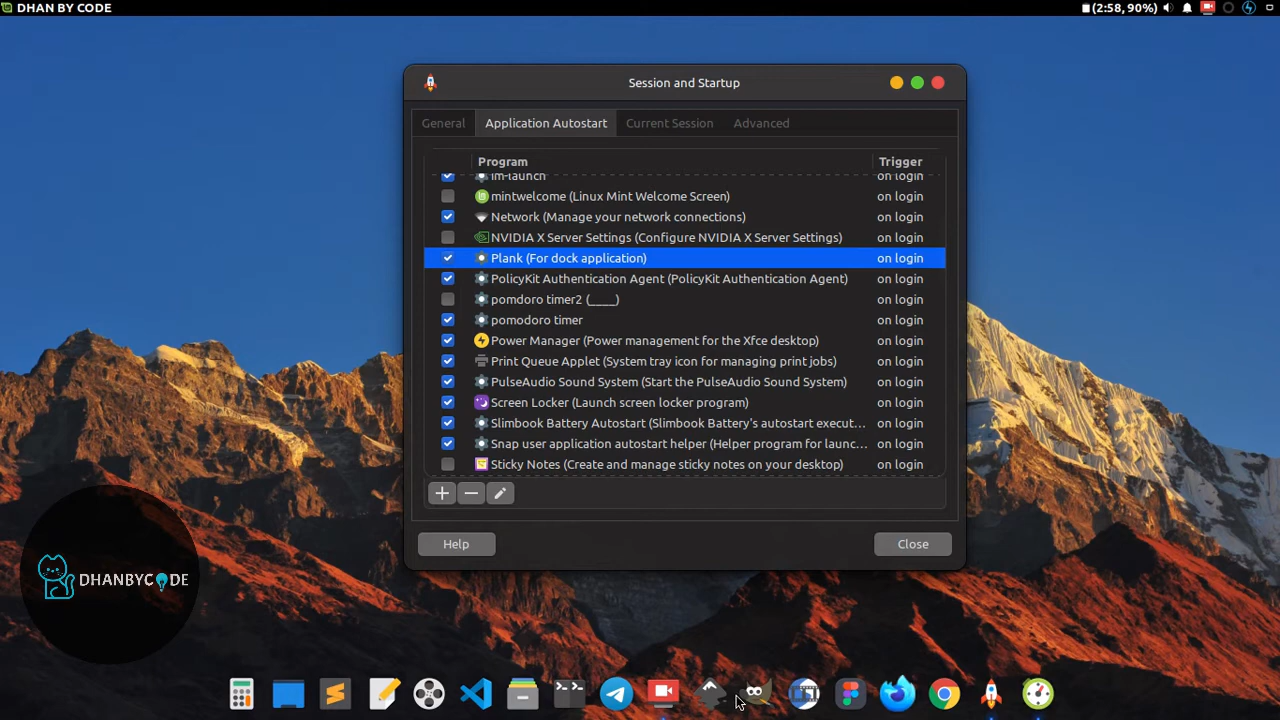 DHAN BY CODE
(2:58, 90%)
Session and Startup
General Application Autostart Current Session Advanced
Program Trigger
im-launch on login
mintwelcome (Linux Mint Welcome Screen) on login
Network (Manage your network connections) on login
NVIDIA X Server Settings (Configure NVIDIA X Server Settings) on login
Plank (For dock application) on login
PolicyKit Authentication Agent (PolicyKit Authentication Agent) on login
pomdoro timer2 (____) on login
pomodoro timer on login
Power Manager (Power management for the Xfce desktop) on login
Print Queue Applet (System tray icon for managing print jobs) on login
PulseAudio Sound System (Start the PulseAudio Sound System) on login
Screen Locker (Launch screen locker program) on login
Slimbook Battery Autostart (Slimbook Battery's autostart execut... on login
Snap user application autostart helper (Helper program for launc... on login
Sticky Notes (Create and manage sticky notes on your desktop) on login
Help Close
DHANBYCODE